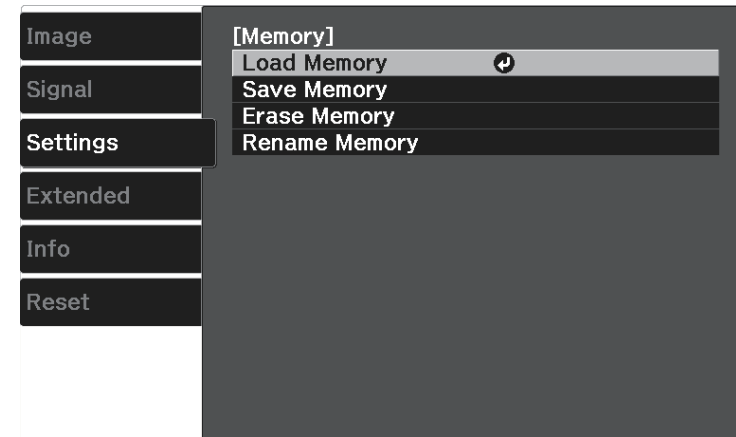 Image
Signal
Settings
Extended
Info
Reset
[Memory]
Load Memory
Save Memory
Erase Memory
Rename Memory